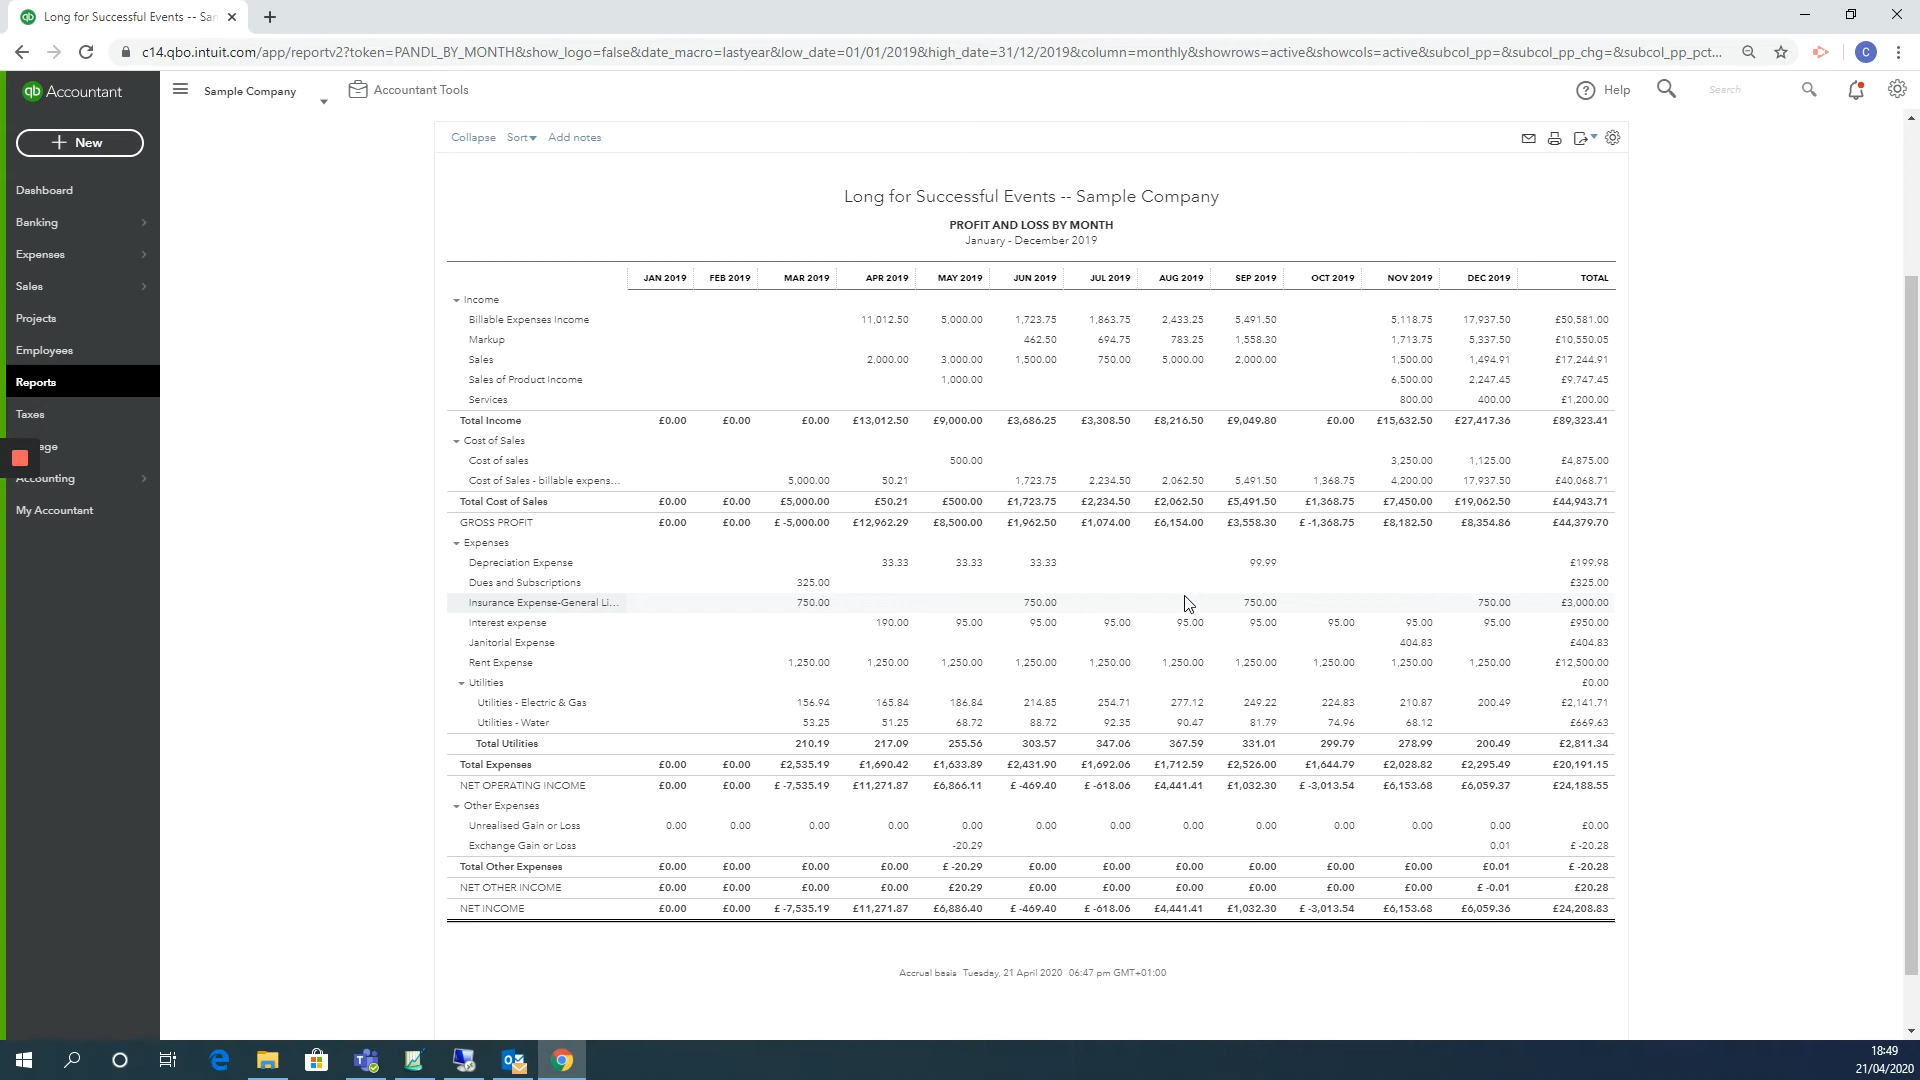 Long for Successful Events -- Sar
c14.qbo.intuit.com/app/reportv2?token=PANDL_BY_MONTH&show_logo=false&date_macro=lastyear&low_date=01/01/2019&high_date=31/12/2019&column=monthly&showrows=active&showcols=active&subcol_pp=&subcol_pp_chg=&subcol_pp_pct... C
qb Accountant Sample Company Accountant Tools Help Search
New
Dashboard
Banking
Expenses
Sales
Projects
Employees
Reports
Taxes
Accounting
My Accountant
Collapse Sort Add notes
Long for Successful Events -- Sample Company
PROFIT AND LOSS BY MONTH
January - December 2019
JAN 2019 FEB 2019 MAR 2019 APR 2019 MAY 2019 JUN 2019 JUL 2019 AUG 2019 SEP 2019 OCT 2019 NOV 2019 DEC 2019 TOTAL
Income
Billable Expenses Income 11,012.50 5,000.00 1,723.75 1,863.75 2,433.25 5,491.50 5,118.75 17,937.50 £50,581.00
Markup 462.50 694.75 783.25 1,558.30 1,713.75 5,337.50 £10,550.05
Sales 2,000.00 3,000.00 1,500.00 750.00 5,000.00 2,000.00 1,500.00 1,494.91 £17,244.91
Sales of Product Income 1,000.00 6,500.00 2,247.45 £9,747.45
Services 800.00 400.00 £1,200.00
Total Income £0.00 £0.00 £0.00 £13,012.50 £9,000.00 £3,686.25 £3,308.50 £8,216.50 £9,049.80 £0.00 £15,632.50 £27,417.36 £89,323.41
Cost of Sales
Cost of sales 500.00 3,250.00 1,125.00 £4,875.00
Cost of Sales - billable expens... 5,000.00 50.21 1,723.75 2,234.50 2,062.50 5,491.50 1,368.75 4,200.00 17,937.50 £40,068.71
Total Cost of Sales £0.00 £0.00 £5,000.00 £50.21 £500.00 £1,723.75 £2,234.50 £2,062.50 £5,491.50 £1,368.75 £7,450.00 £19,062.50 £44,943.71
GROSS PROFIT £0.00 £0.00 £ -5,000.00 £12,962.29 £8,500.00 £1,962.50 £1,074.00 £6,154.00 £3,558.30 £ -1,368.75 £8,182.50 £8,354.86 £44,379.70
Expenses
Depreciation Expense 33.33 33.33 33.33 99.99 £199.98
Dues and Subscriptions 325.00 £325.00
Insurance Expense-General Li... 750.00 750.00 750.00 750.00 £3,000.00
Interest expense 190.00 95.00 95.00 95.00 95.00 95.00 95.00 95.00 95.00 £950.00
Janitorial Expense 404.83 £404.83
Rent Expense 1,250.00 1,250.00 1,250.00 1,250.00 1,250.00 1,250.00 1,250.00 1,250.00 1,250.00 1,250.00 £12,500.00
Utilities £0.00
Utilities - Electric & Gas 156.94 165.84 186.84 214.85 254.71 277.12 249.22 224.83 210.87 200.49 £2,141.71
Utilities - Water 53.25 51.25 68.72 88.72 92.35 90.47 81.79 74.96 68.12 £669.63
Total Utilities 210.19 217.09 255.56 303.57 347.06 367.59 331.01 299.79 278.99 200.49 £2,811.34
Total Expenses £0.00 £0.00 £2,535.19 £1,690.42 £1,633.89 £2,431.90 £1,692.06 £1,712.59 £2,526.00 £1,644.79 £2,028.82 £2,295.49 £20,191.15
NET OPERATING INCOME £0.00 £0.00 £ -7,535.19 £11,271.87 £6,866.11 £ -469.40 £ -618.06 £4,441.41 £1,032.30 £ -3,013.54 £6,153.68 £6,059.37 £24,188.55
Other Expenses
Unrealised Gain or Loss 0.00 0.00 0.00 0.00 0.00 0.00 0.00 0.00 0.00 0.00 0.00 0.00 £0.00
Exchange Gain or Loss -20.29 0.01 £ -20.28
Total Other Expenses £0.00 £0.00 £0.00 £0.00 £ -20.29 £0.00 £0.00 £0.00 £0.00 £0.00 £0.00 £0.01 £ -20.28
NET OTHER INCOME £0.00 £0.00 £0.00 £0.00 £20.29 £0.00 £0.00 £0.00 £0.00 £0.00 £0.00 £ -0.01 £20.28
NET INCOME £0.00 £0.00 £ -7,535.19 £11,271.87 £6,886.40 £ -469.40 £ -618.06 £4,441.41 £1,032.30 £ -3,013.54 £6,153.68 £6,059.36 £24,208.83
Accrual basis Tuesday, 21 April 2020 06:47 pm GMT+01:00
18:49
21/04/2020